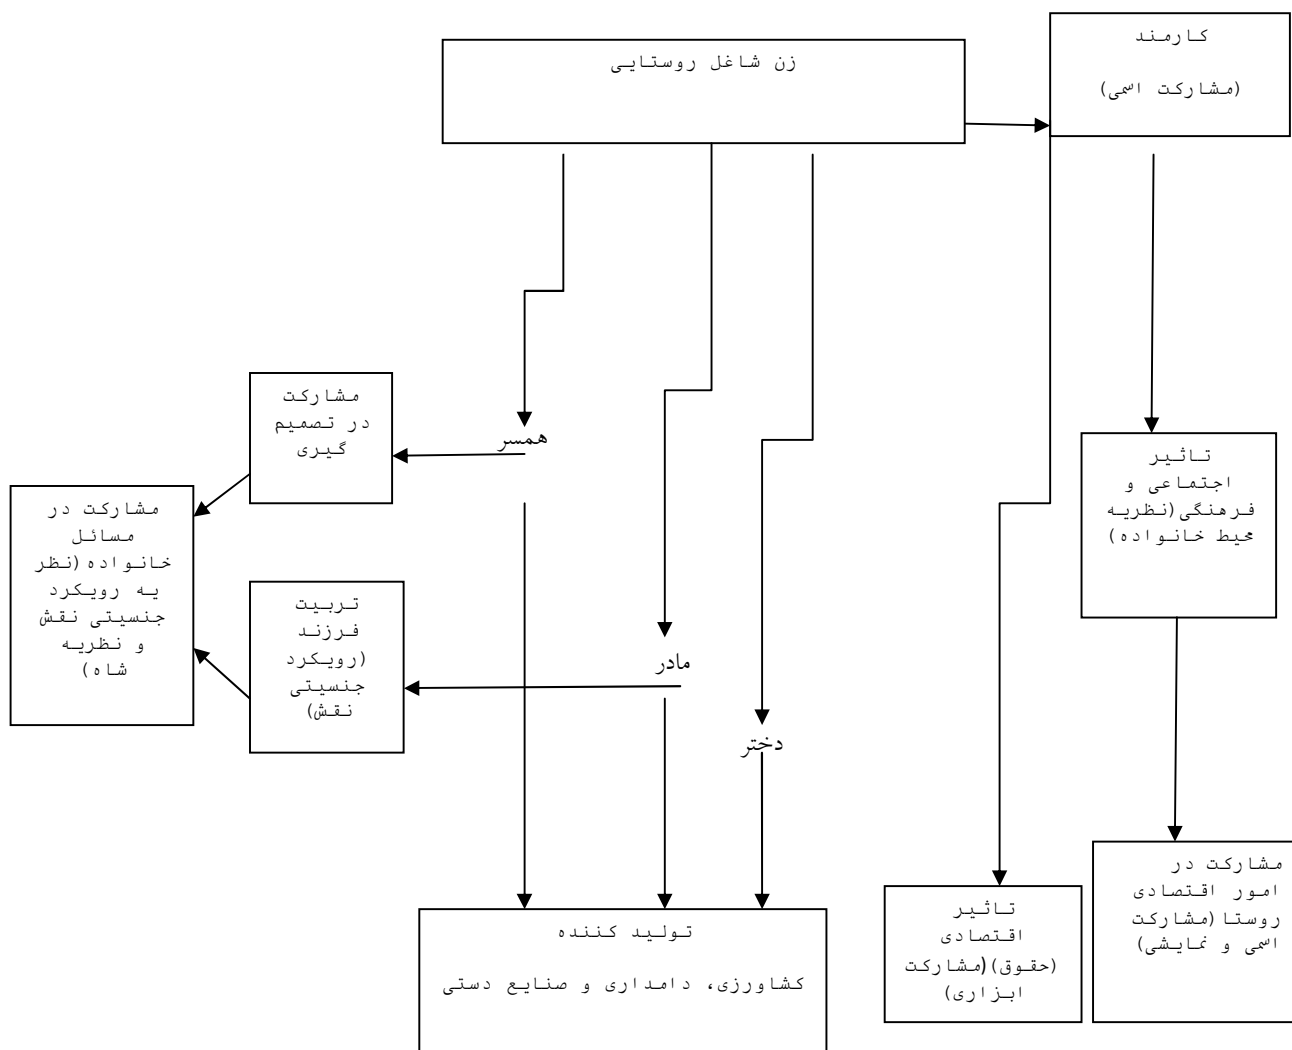 کارمند
(مشارکت اسمی)
زن شاغل روستایی
مشارکت
در تصمیم
گیری
همسر
تاثیر
اجتماعی و
فرهنگی(نظریه
محیط خانواده)
مشارکت در
مسائل
خانواده(نظر
یه رویکرد
جنسیتی نقش
و نظریه
شاه)
تربیت
فرزند
(رویکرد
جنسیتی
نقش)
مادر
دختر
مشارکت در
امور اقتصادی
روستا(مشارکت
اسمی و نمایشی)
تاثیر
اقتصادی
(حقوق)(مشارکت
ابزاری)
تولید کننده
کشاورزی، دامداری و صنایع دستی